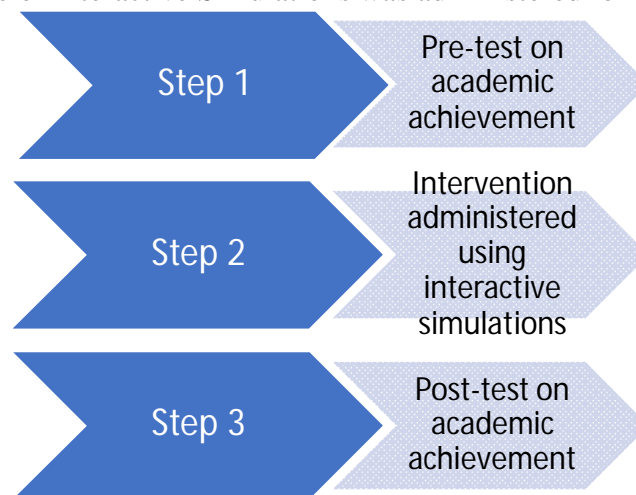 Step 1
Pre-test on
academic
achievement
Step 2
Intervention
administered
using
interactive
simulations
Step 3
Post-test on
academic
achievement